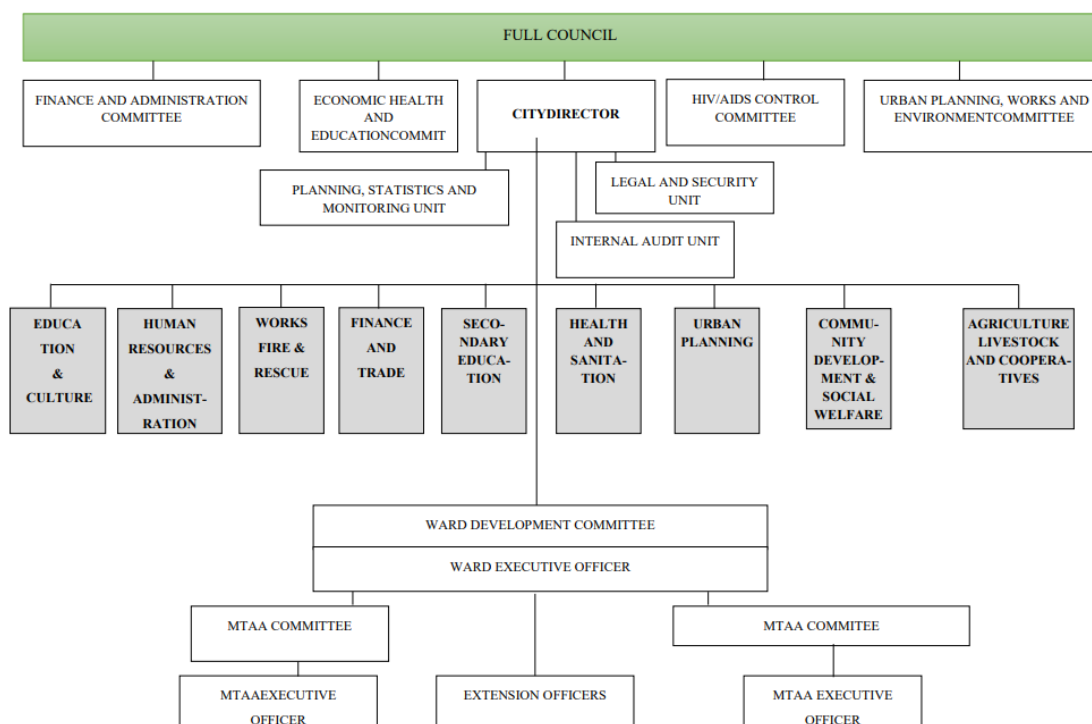 FULL COUNCIL
FINANCE AND ADMINISTRATION
COMMITTEE
ECONOMIC HEALTH
AND
EDUCATIONCOMMIT
CITYDIRECTOR
HIV/AIDS CONTROL
COMMITTEE
URBAN PLANNING, WORKS AND
ENVIRONMENTCOMMITTEE
PLANNING, STATISTICS AND
MONITORING UNIT
LEGAL AND SECURITY
UNIT
INTERNAL AUDIT UNIT
EDUCA
TION
&
CULTURE
HUMAN
RESOURCES
&
ADMINIST-
RATION
WORKS
FIRE &
RESCUE
FINANCE
AND
TRADE
SECO-
NDARY
EDUCA-
TION
HEALTH
AND
SANITA-
TION
URBAN
PLANNING
COMMU-
NITY
DEVELOP-
MENT &
SOCIAL
WELFARE
AGRICULTURE
LIVESTOCK
AND COOPERA-
TIVES
WARD DEVELOPMENT COMMITTEE
WARD EXECUTIVE OFFICER
MTAA COMMITTEE
MTAA COMMITEE
MTAAEXECUTIVE
OFFICER
EXTENSION OFFICERS
MTAA EXECUTIVE
OFFICER